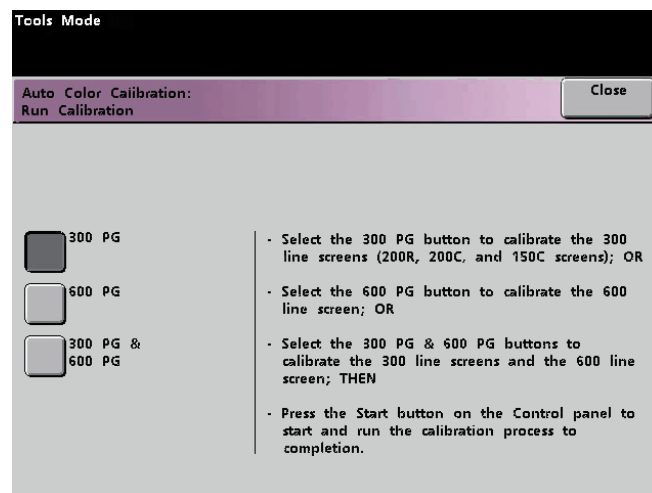 Tools Mode
Auto Color Calibration:
Run Calibration
Close
300 PG
600 PG
300 PG &
600 PG
- Select the 300 PG button to calibrate the 300
line screens (200R, 200C, and 150C screens); OR
- Select the 600 PG button to calibrate the 600
line screen; OR
- Select the 300 PG & 600 PG buttons to
calibrate the 300 line screens and the 600 line
screen; THEN
- Press the Start button on the Control panel to
start and run the calibration process to
completion.